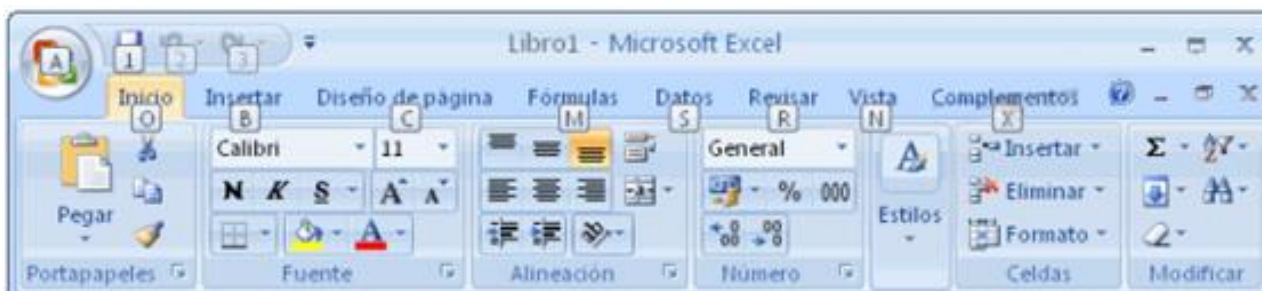 Libro1 - Microsoft Excel
A 1 2 3
Inicio Insertar Diseño de página Fórmulas Datos Revisar Vista Complementos
O B C M S R N X
Calibri 11 General Insertar Σ
N K S A A % 000 Eliminar
Pegar Estilos
A Formato
Portapapeles Fuente Alineación Número Celdas Modificar